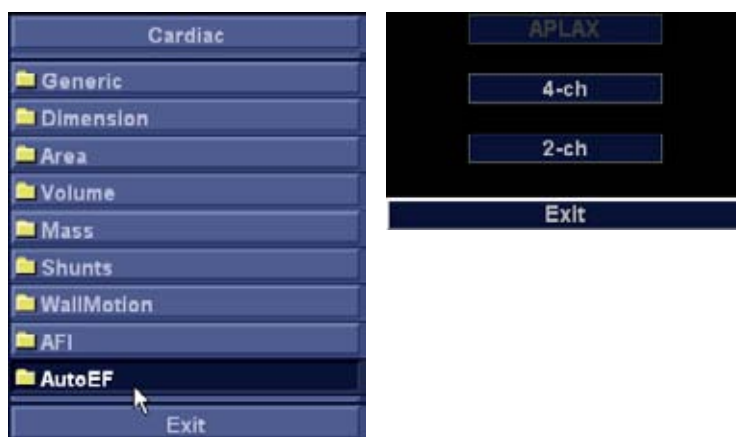 Cardiac
Generic
Dimension
Area
Volume
Mass
Shunts
WallMotion
AFI
AutoEF
Exit
APLAX
4-ch
2-ch
Exit